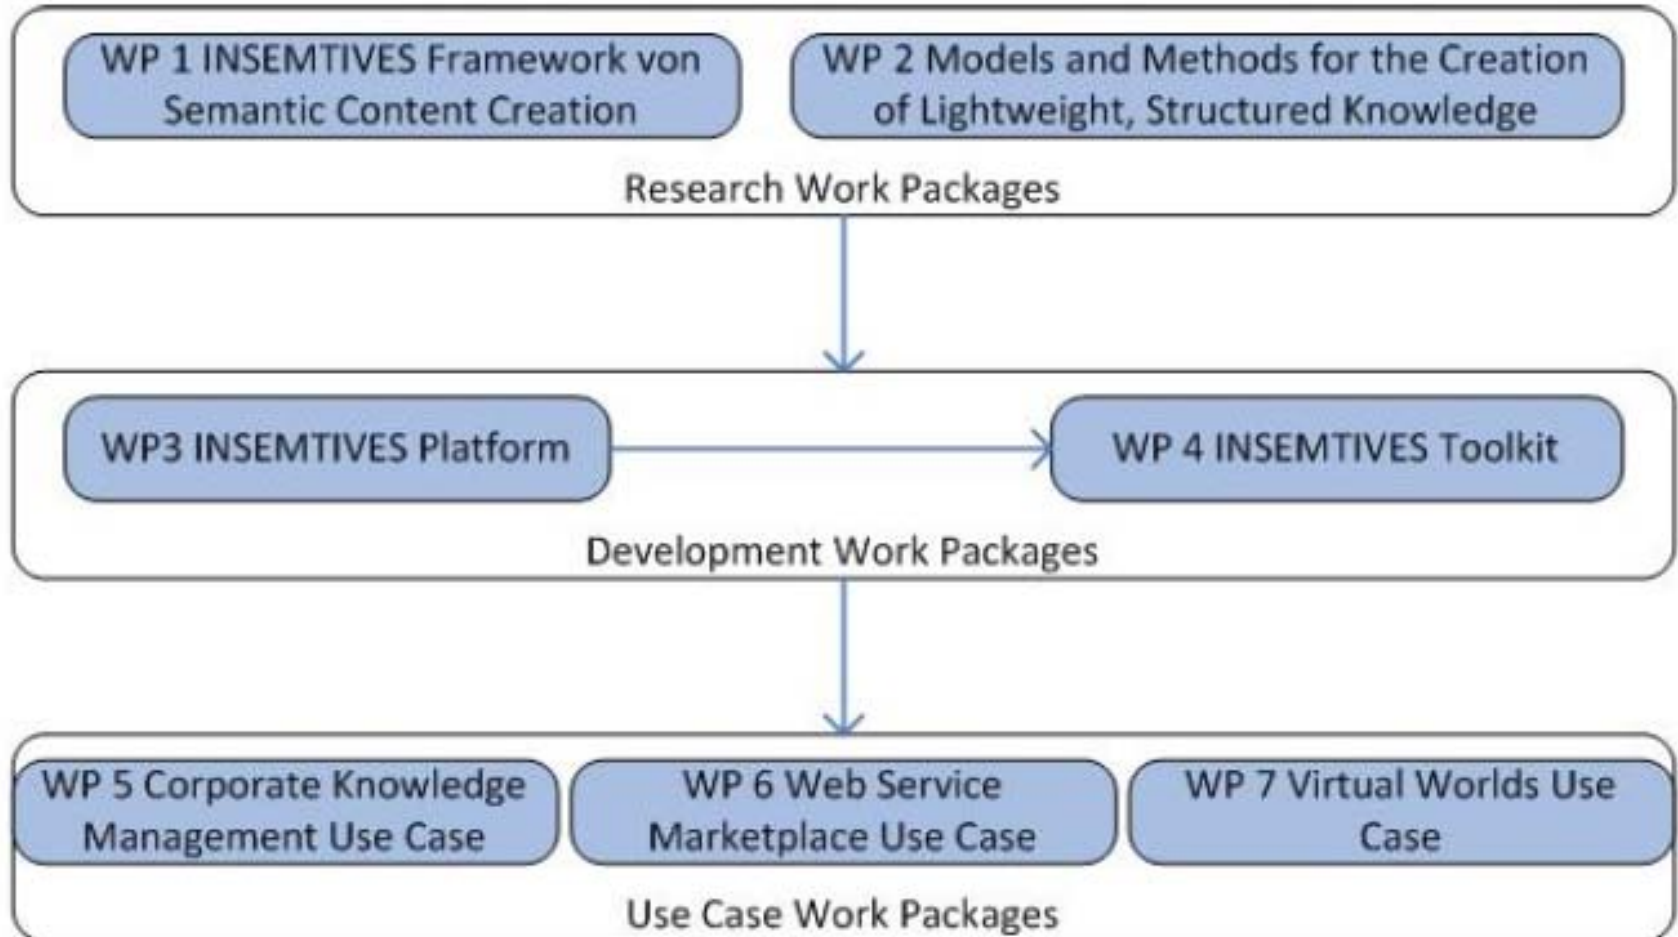 WP 1 INSEMTIVES Framework von
Semantic Content Creation
WP 2 Models and Methods for the Creation
of Lightweight, Structured Knowledge
Research Work Packages
WP3 INSEMTIVES Platform
WP 4 INSEMTIVES Toolkit
Development Work Packages
WP 5 Corporate Knowledge
Management Use Case
WP 6 Web Service
Marketplace Use Case
WP 7 Virtual Worlds Use
Case
Use Case Work Packages